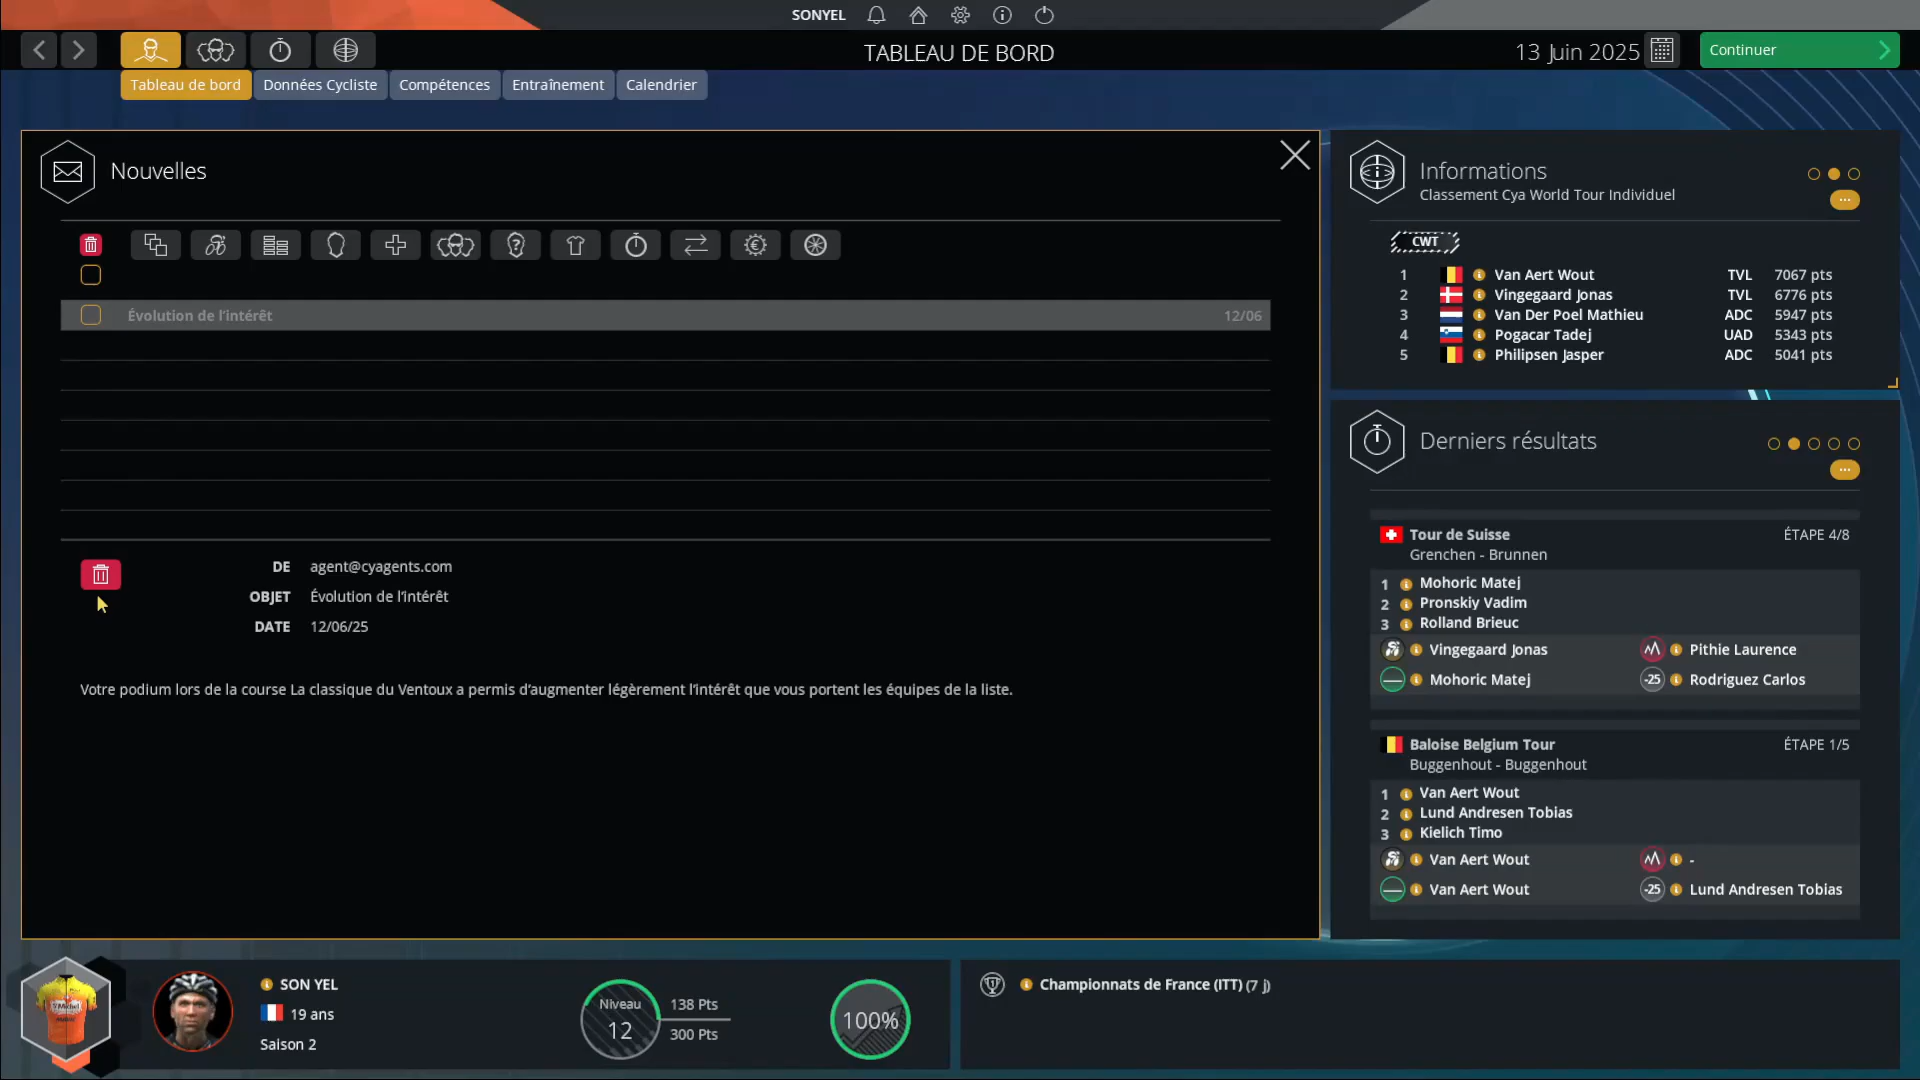 SONYEL
TABLEAU DE BORD
13 Juin 2025
Continuer
Tableau de bord
Données Cycliste
Compétences
Entraînement
Calendrier
Nouvelles
Évolution de l'intérêt 12/06
DE agent@cyagents.com
OBJET Évolution de l'intérêt
DATE 12/06/25
Votre podium lors de la course La classique du Ventoux a permis d'augmenter légèrement l'intérêt que vous portent les équipes de la liste.
Informations
Classement Cya World Tour Individuel
CWT
1 Van Aert Wout TVL 7067 pts
2 Vingegaard Jonas TVL 6776 pts
3 Van Der Poel Mathieu ADC 5947 pts
4 Pogacar Tadej UAD 5343 pts
5 Philipsen Jasper ADC 5041 pts
Derniers résultats
Tour de Suisse ÉTAPE 4/8
Grenchen - Brunnen
1 Mohoric Matej
2 Pronskiy Vadim
3 Rolland Brieuc
Vingegaard Jonas Pithie Laurence
Mohoric Matej -25 Rodriguez Carlos
Baloise Belgium Tour ÉTAPE 1/5
Buggenhout - Buggenhout
1 Van Aert Wout
2 Lund Andresen Tobias
3 Kielich Timo
Van Aert Wout -
Van Aert Wout -25 Lund Andresen Tobias
SON YEL
19 ans
Saison 2
Niveau
12
138 Pts
300 Pts
100%
Championnats de France (ITT) (7 j)